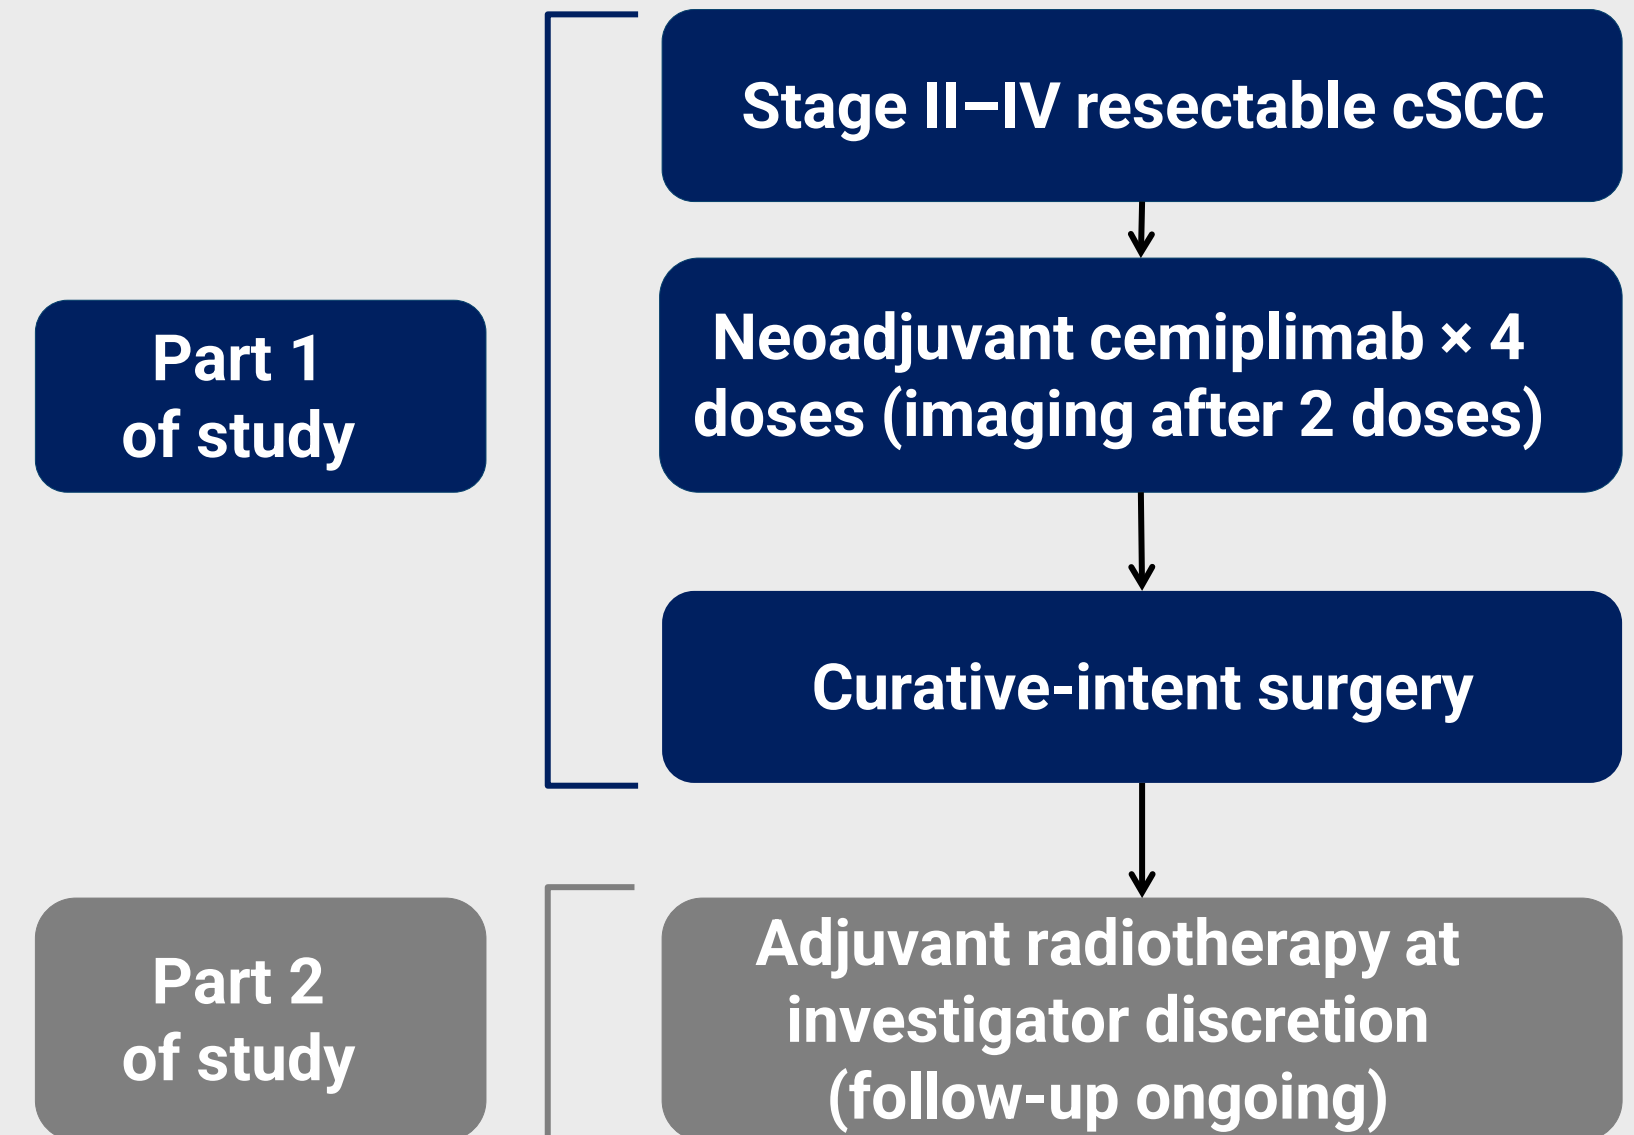 Stage II–IV resectable cSCC
Neoadjuvant cemiplimab × 4
doses (imaging after 2 doses)
Part 1
of study
Curative-intent surgery
Part 2
of study
Adjuvant radiotherapy at
investigator discretion
(follow-up ongoing)